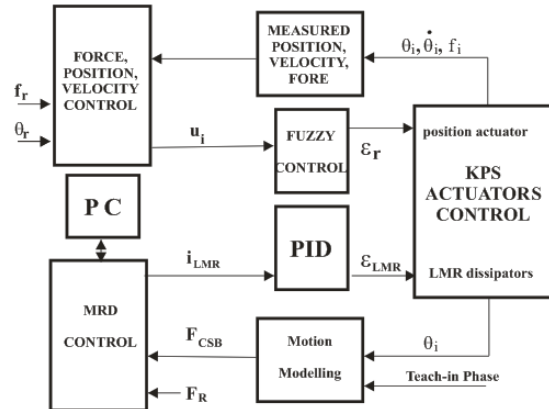 FORCE,
POSITION,
VELOCITY
CONTROL
MEASURED
POSITION,
VELOCITY,
FORE
θi, θ̇i, fi
fr
θr
ui
FUZZY
CONTROL
εr
position actuator
KPS
ACTUATORS
CONTROL
LMR dissipators
P C
iLMR
PID
εLMR
MRD
CONTROL
FCSB
FR
Motion
Modelling
θi
Teach-in Phase